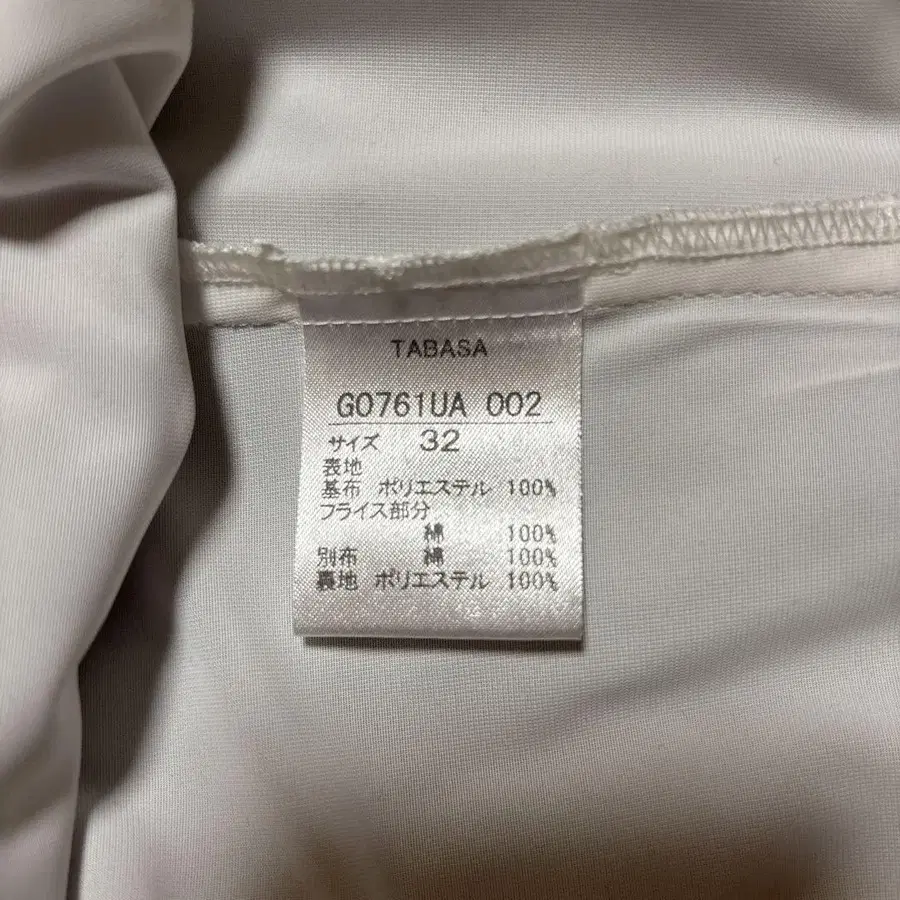 TABASA
G0761UA 002
サイズ 32
表地
基布 ポリエステル 100%
フライス部分
綿 100%
別布 綿 100%
裏地 ポリエステル 100%